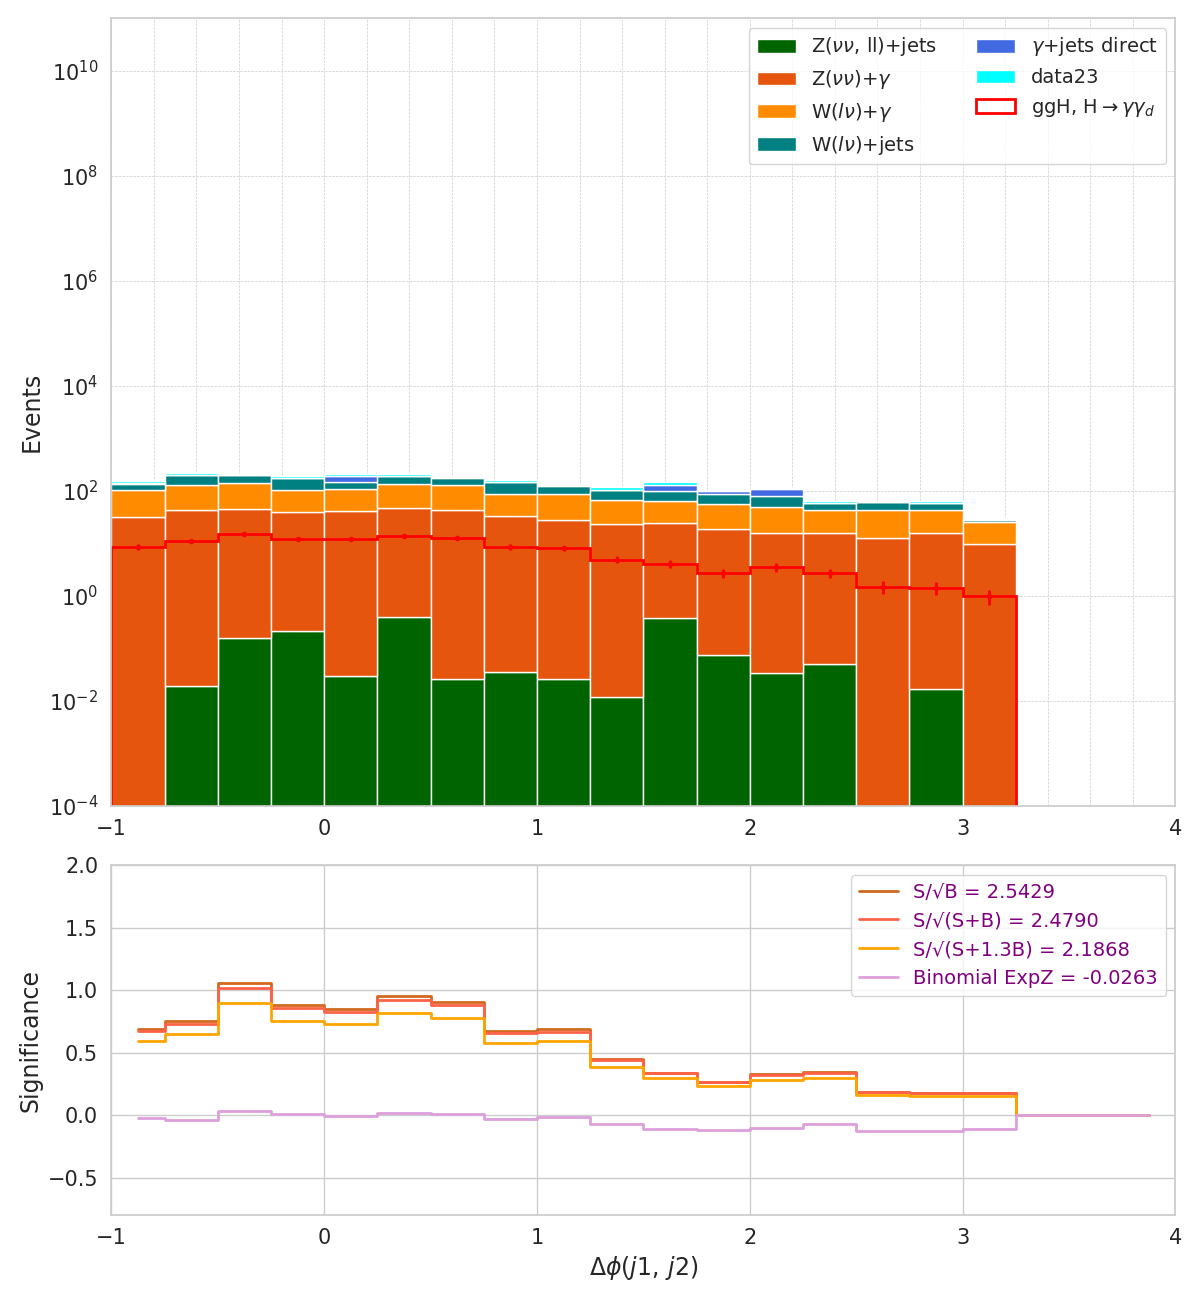 Z(νν, ll)+jets
Z(νν)+γ
W(lν)+γ
W(lν)+jets
γ+jets direct
data23
ggH, H→γγ_d
Events
10^10
10^8
10^6
10^4
10^2
10^0
10^−2
10^−4
−1 0 1 2 3 4
S/√B = 2.5429
S/√(S+B) = 2.4790
S/√(S+1.3B) = 2.1868
Binomial ExpZ = -0.0263
Significance
2.0
1.5
1.0
0.5
0.0
−0.5
−1 0 1 2 3 4
Δϕ(j1, j2)